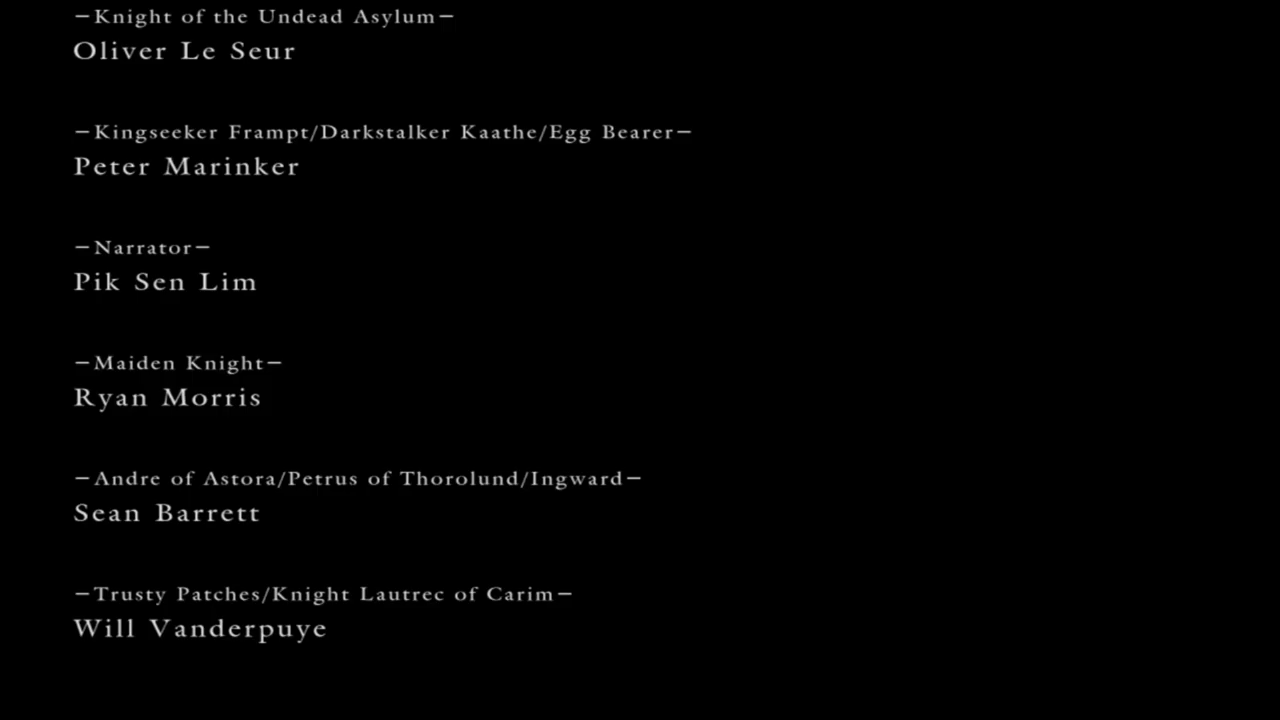 −Knight of the Undead Asylum−
Oliver Le Seur
−Kingseeker Frampt/Darkstalker Kaathe/Egg Bearer−
Peter Marinker
−Narrator−
Pik Sen Lim
−Maiden Knight−
Ryan Morris
−Andre of Astora/Petrus of Thorolund/Ingward−
Sean Barrett
−Trusty Patches/Knight Lautrec of Carim−
Will Vanderpuye